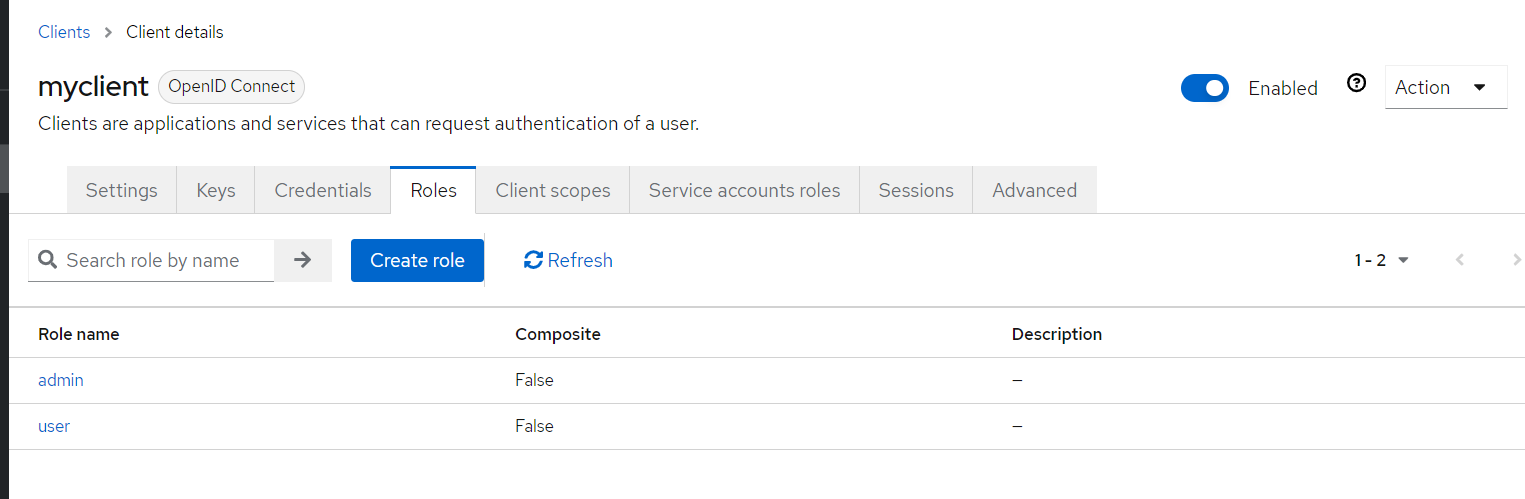 Clients > Client details
myclient OpenID Connect Enabled Action
Clients are applications and services that can request authentication of a user.
Settings Keys Credentials Roles Client scopes Service accounts roles Sessions Advanced
Search role by name Create role Refresh 1 - 2
Role name Composite Description
admin False —
user False —